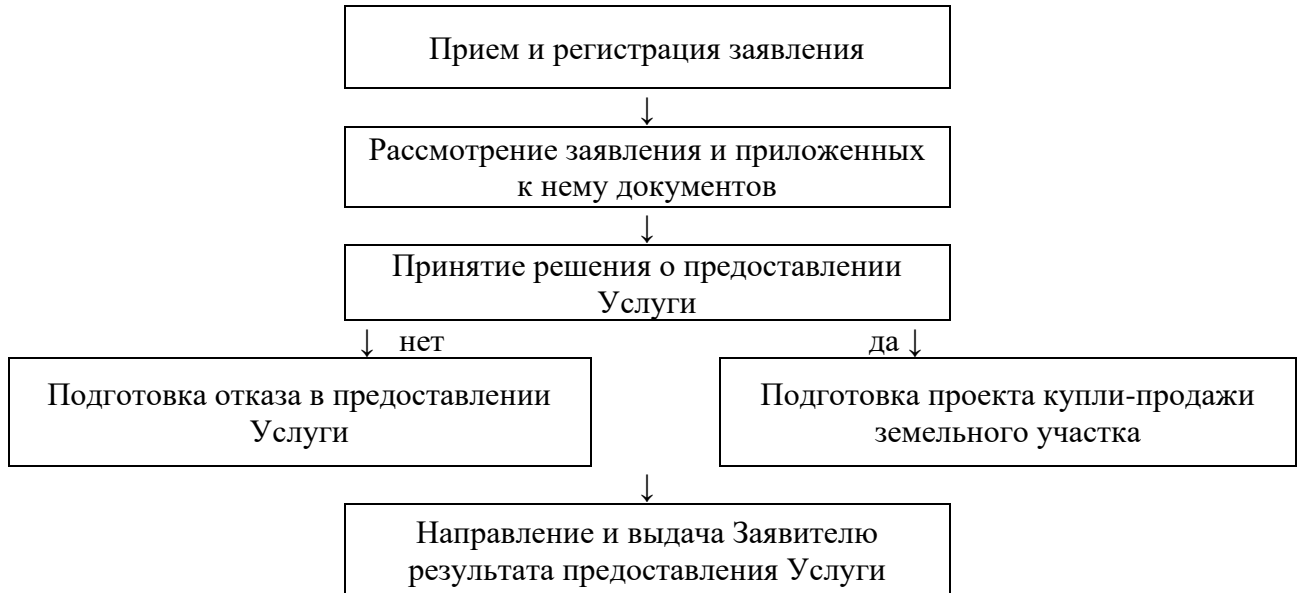 Прием и регистрация заявления
↓
Рассмотрение заявления и приложенных
к нему документов
↓
Принятие решения о предоставлении
Услуги
↓ нет
да ↓
Подготовка отказа в предоставлении
Услуги
Подготовка проекта купли-продажи
земельного участка
↓
Направление и выдача Заявителю
результата предоставления Услуги